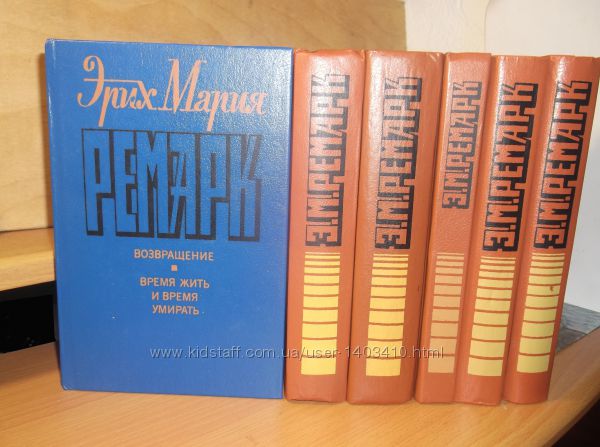 Эрих Мария
РЕМАРК
ВОЗВРАЩЕНИЕ
ВРЕМЯ ЖИТЬ
И ВРЕМЯ
УМИРАТЬ
Э.М.РЕМАРК
Э.М.РЕМАРК
Э.М.РЕМАРК
Э.М.РЕМАРК
Э.М.РЕМАРК
www.kidstaff.com.ua/user-1403410.html